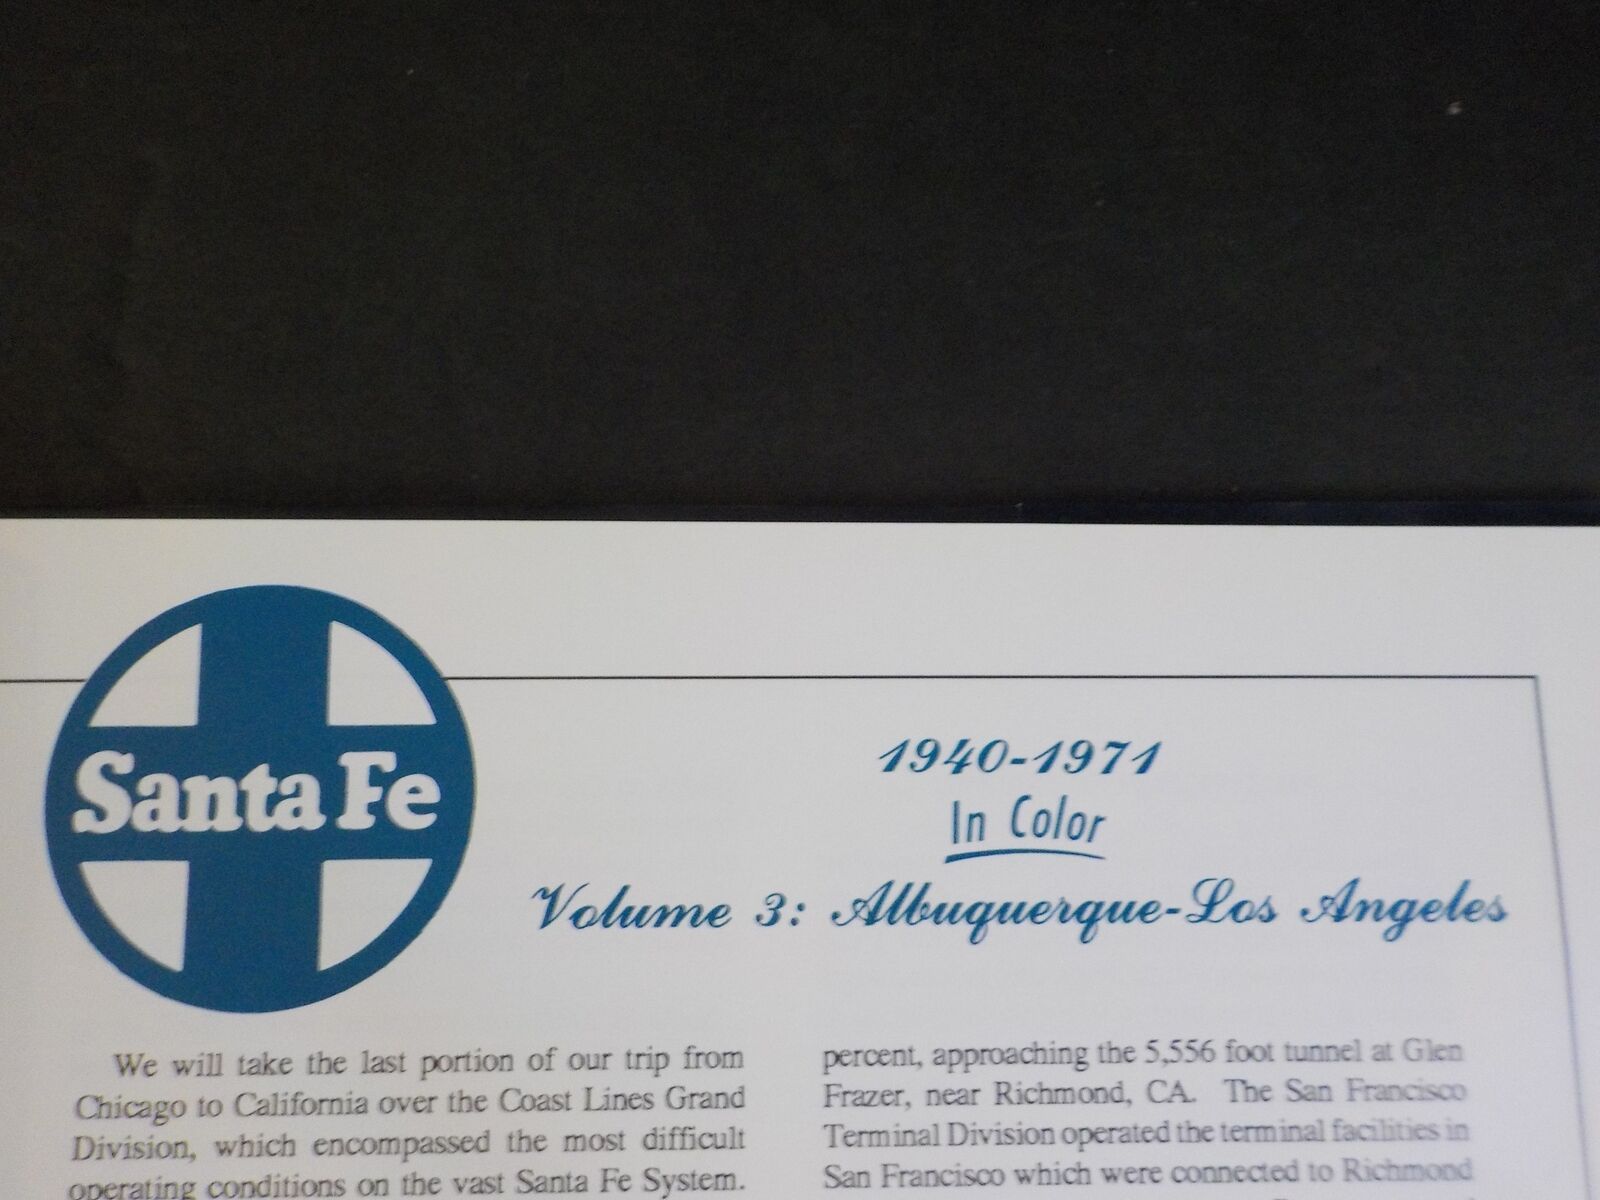 Santa Fe
1940-1971
In Color
Volume 3: Albuquerque-Los Angeles
We will take the last portion of our trip from
Chicago to California over the Coast Lines Grand
Division, which encompassed the most difficult
operating conditions on the vast Santa Fe System.
percent, approaching the 5,556 foot tunnel at Glen
Frazer, near Richmond, CA. The San Francisco
Terminal Division operated the terminal facilities in
San Francisco which were connected to Richmond